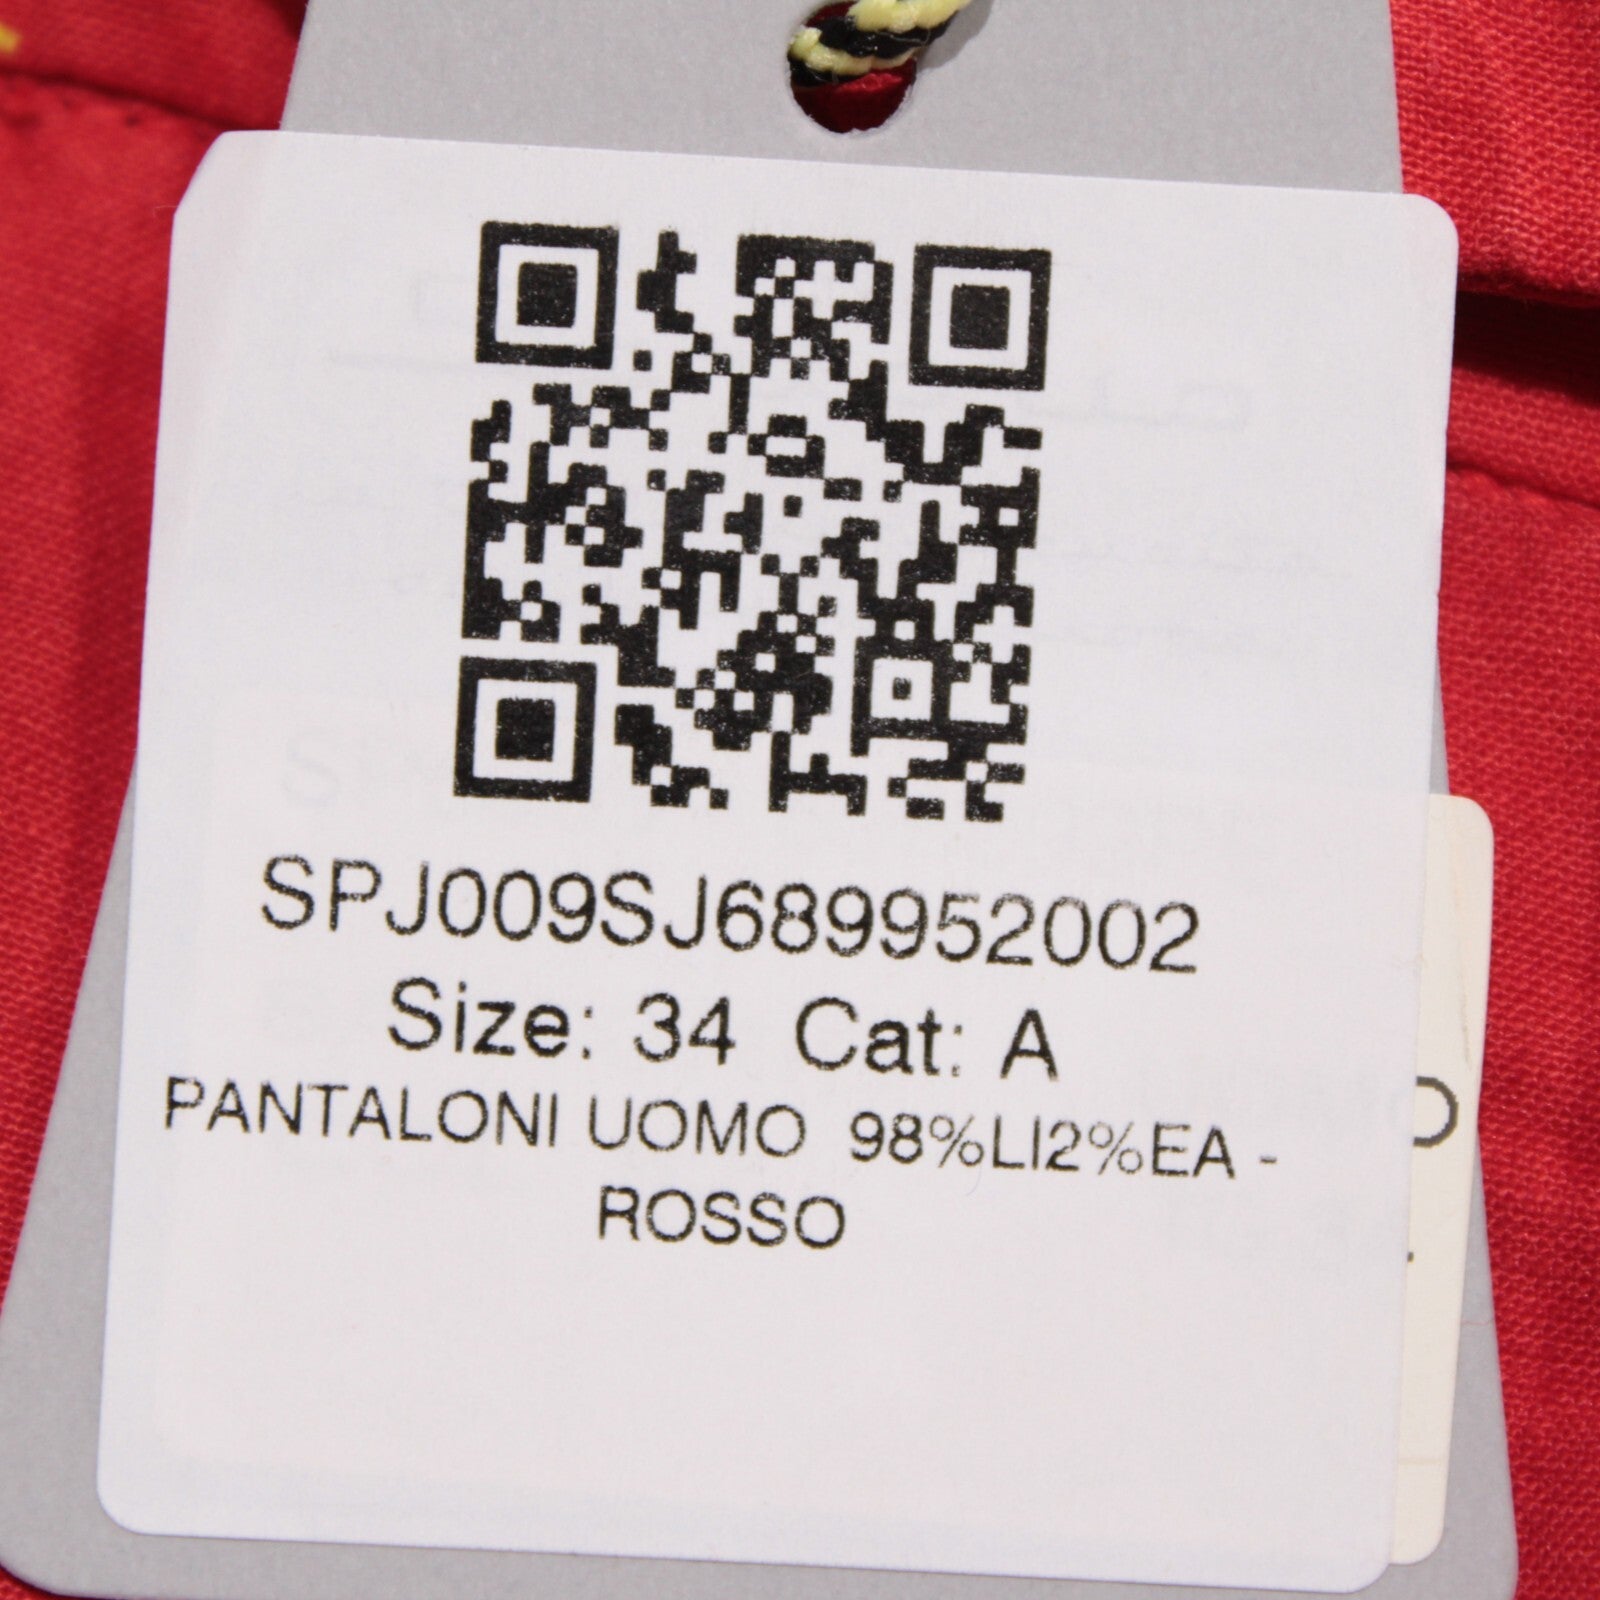 SPJ009SJ689952002
Size: 34 Cat: A
PANTALONI UOMO 98%LI2%EA -
ROSSO